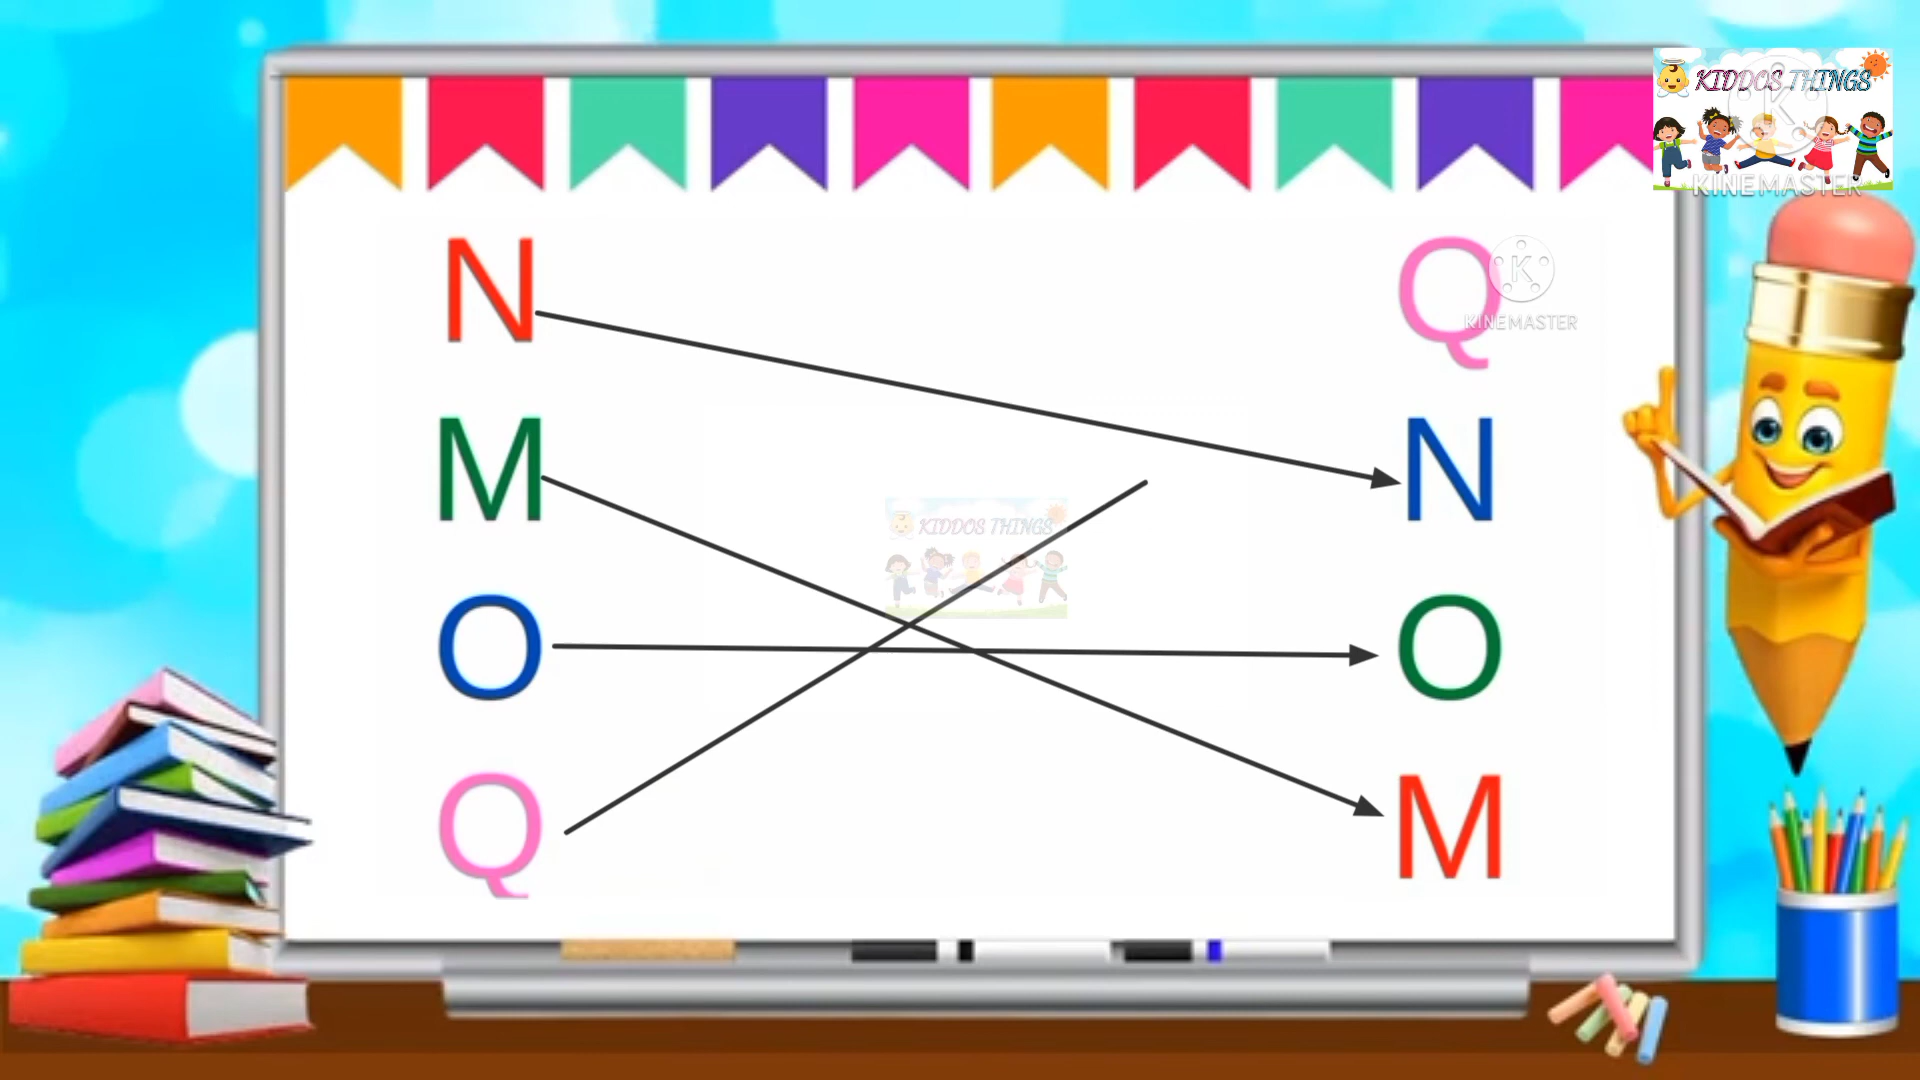 KIDDOS THINGS
KINEMASTER
N Q
KINEMASTER
M N
KIDDOS THINGS
O O
Q M